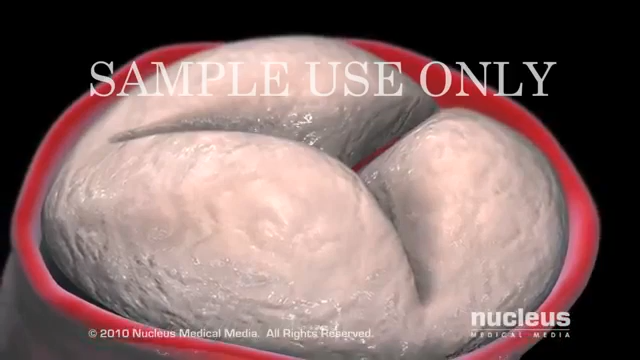 SAMPLE USE ONLY
© 2010 Nucleus Medical Media. All Rights Reserved.
nucleus
MEDICAL MEDIA